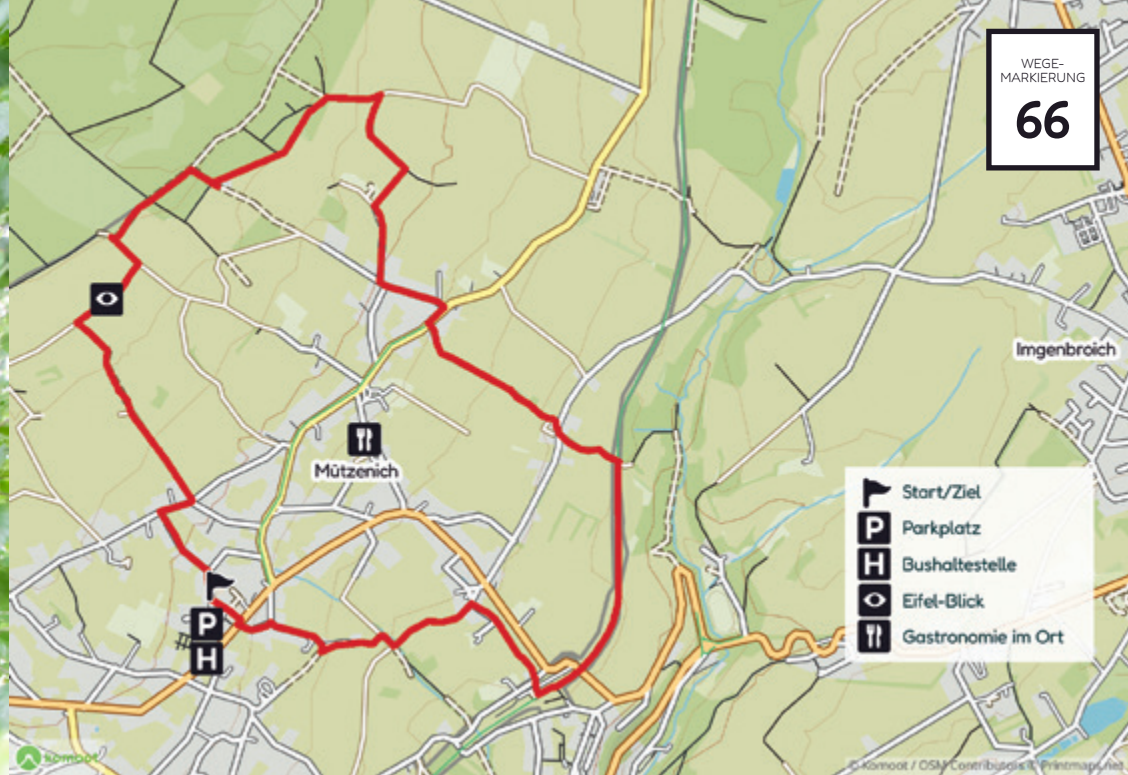 WEGE-
MARKIERUNG
66
Imgenbroich
Mützenich
P
H
Start/Ziel
P Parkplatz
H Bushaltestelle
Eifel-Blick
Gastronomie im Ort
komoot
© Komoot / OSM Contributors © Printmaps.net